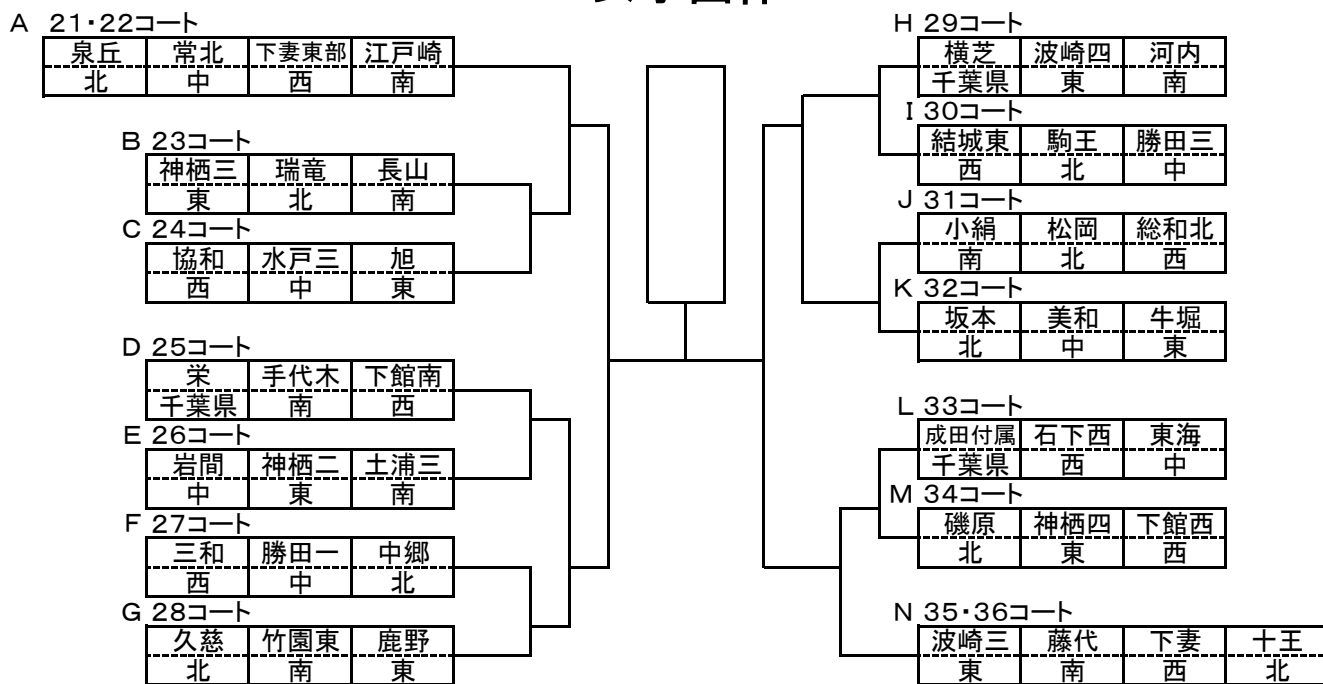 A 21・22コート
泉丘 常北 下妻東部 江戸崎
北 中 西 南
B 23コート
神栖三 瑞竜 長山
東 北 南
C 24コート
協和 水戸三 旭
西 中 東
D 25コート
栄 手代木 下館南
千葉県 南 西
E 26コート
岩間 神栖二 土浦三
中 東 南
F 27コート
三和 勝田一 中郷
西 中 北
G 28コート
久慈 竹園東 鹿野
北 南 東
H 29コート
横芝 波崎四 河内
千葉県 東 南
I 30コート
結城東 駒王 勝田三
西 北 中
J 31コート
小絹 松岡 総和北
南 北 西
K 32コート
坂本 美和 牛堀
北 中 東
L 33コート
成田付属 石下西 東海
千葉県 西 中
M 34コート
磯原 神栖四 下館西
北 東 西
N 35・36コート
波崎三 藤代 下妻 十王
東 南 西 北